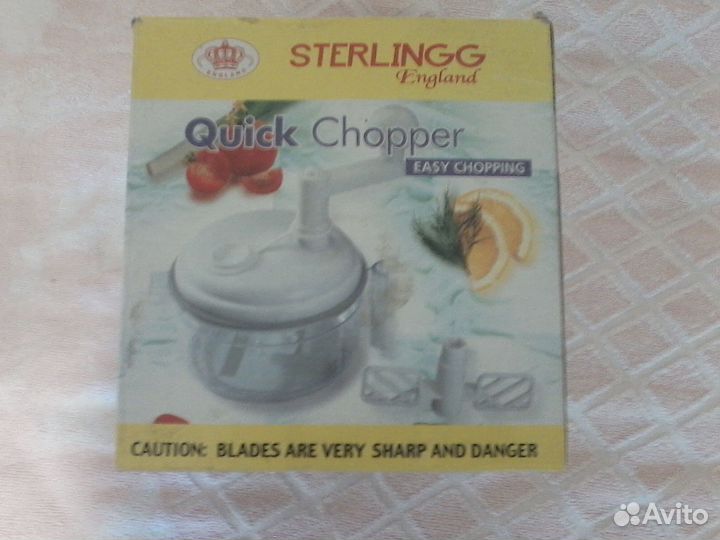 ENGLAND
STERLINGG
England
Quick Chopper
EASY CHOPPING
CAUTION: BLADES ARE VERY SHARP AND DANGER
Avito